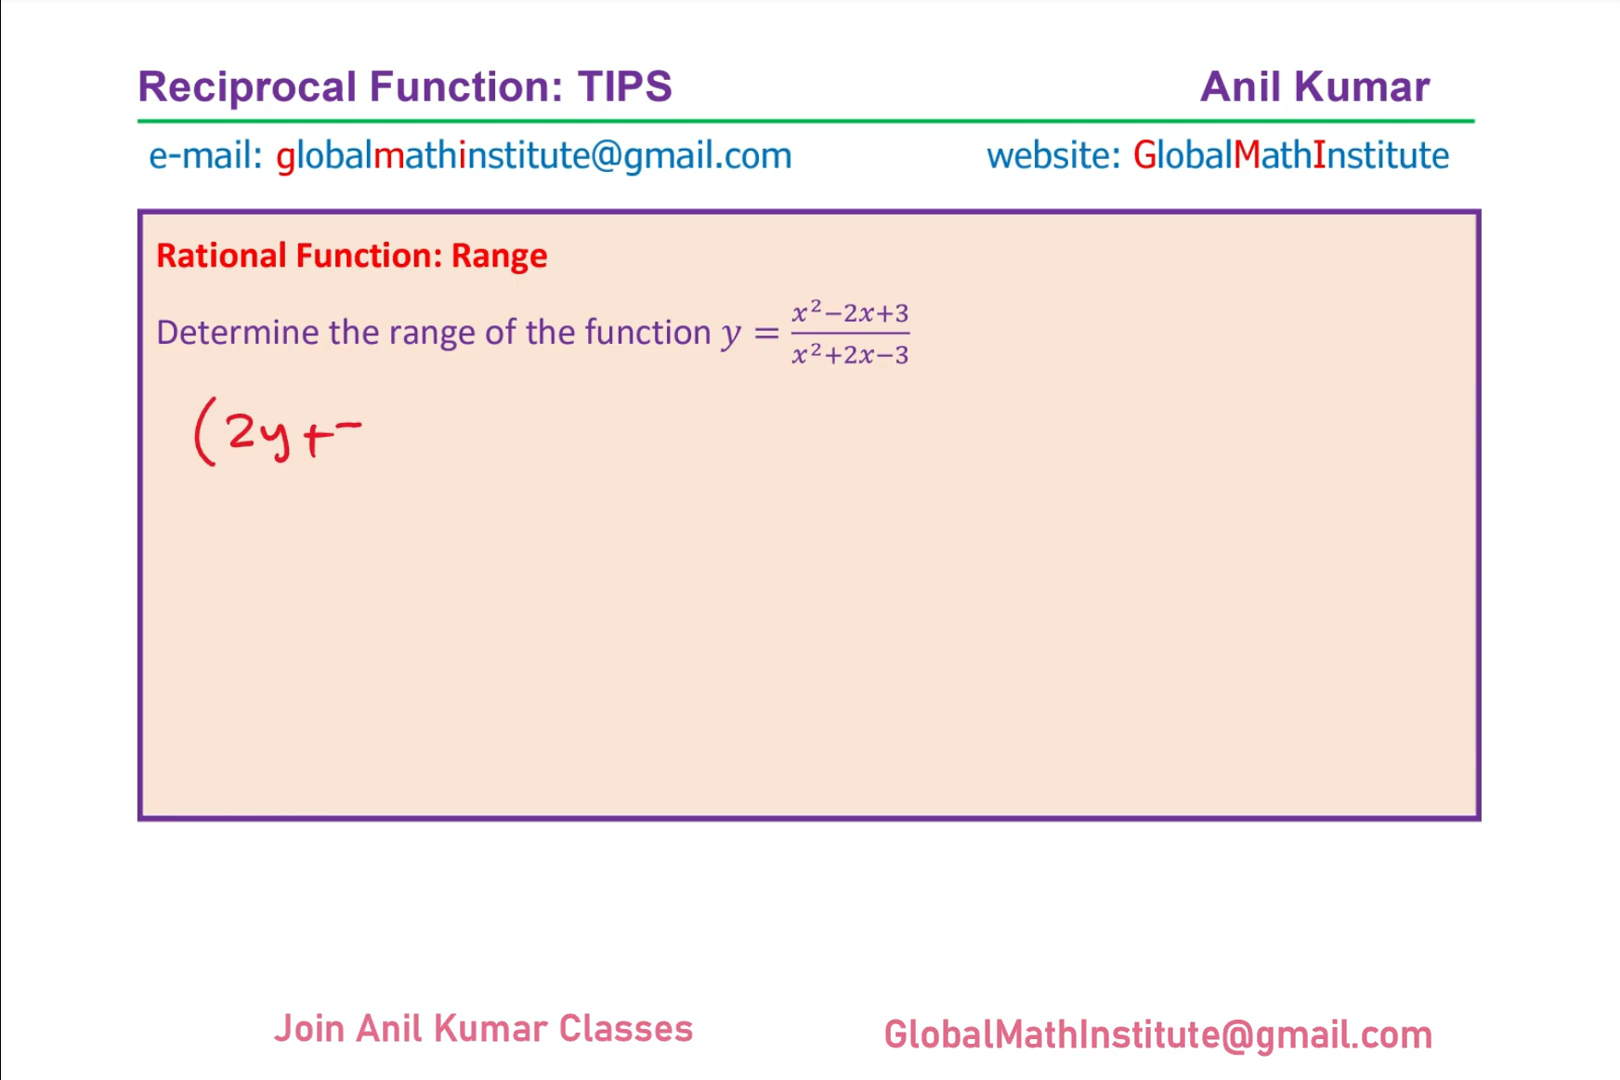 Reciprocal Function: TIPS Anil Kumar
e-mail: globalmathinstitute@gmail.com website: GlobalMathInstitute
Rational Function: Range
Determine the range of the function y = (x²−2x+3)/(x²+2x−3)
(2y +-
Join Anil Kumar Classes GlobalMathInstitute@gmail.com